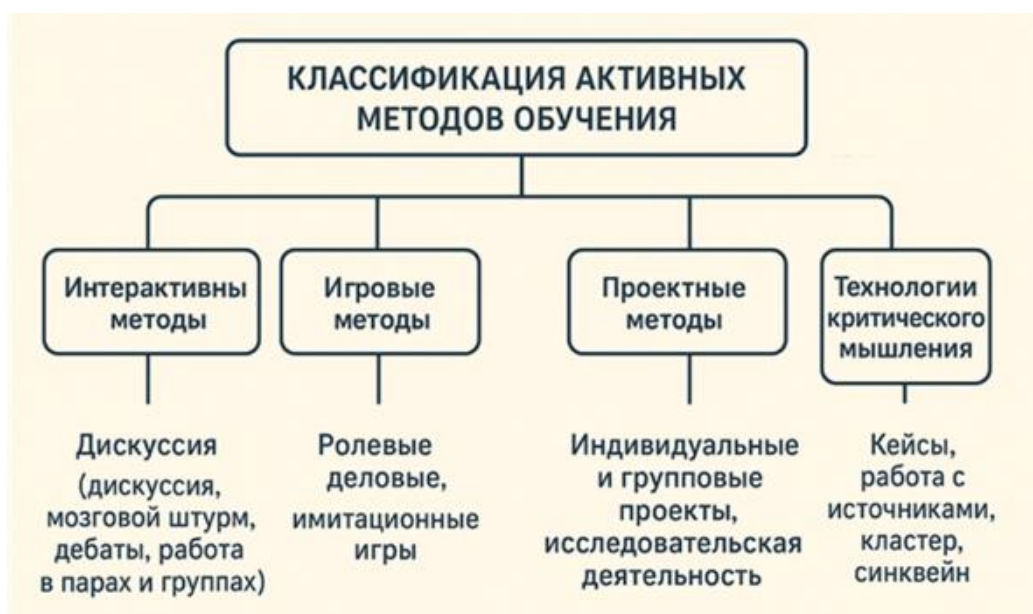 КЛАССИФИКАЦИЯ АКТИВНЫХ
МЕТОДОВ ОБУЧЕНИЯ
Интерактивны
методы
Игровые
методы
Проектные
методы
Технологии
критического
мышления
Дискуссия
(дискуссия,
мозговой штурм,
дебаты, работа
в парах и группах)
Ролевые
деловые,
имитационные
игры
Индивидуальные
и групповые
проекты,
исследовательская
деятельность
Кейсы,
работа с
источниками,
кластер,
синквейн